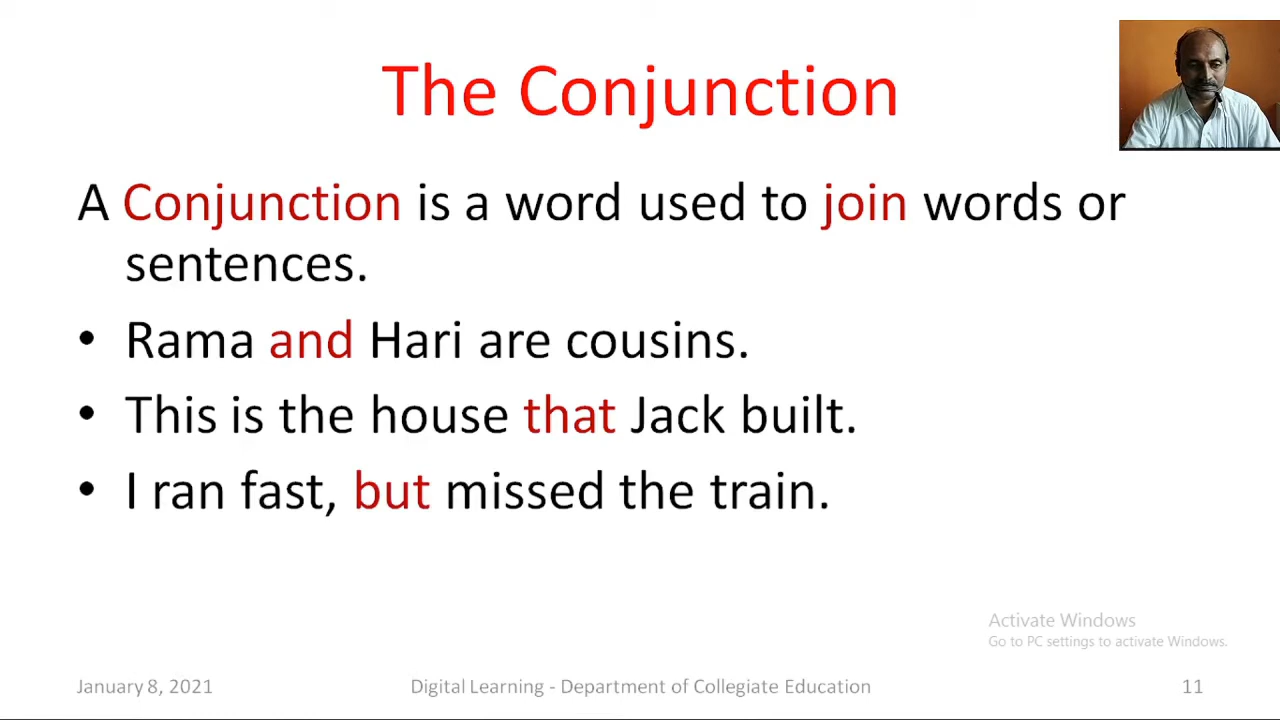 The Conjunction
A Conjunction is a word used to join words or
sentences.
• Rama and Hari are cousins.
• This is the house that Jack built.
• I ran fast, but missed the train.
Activate Windows
Go to PC settings to activate Windows.
January 8, 2021
Digital Learning - Department of Collegiate Education
11